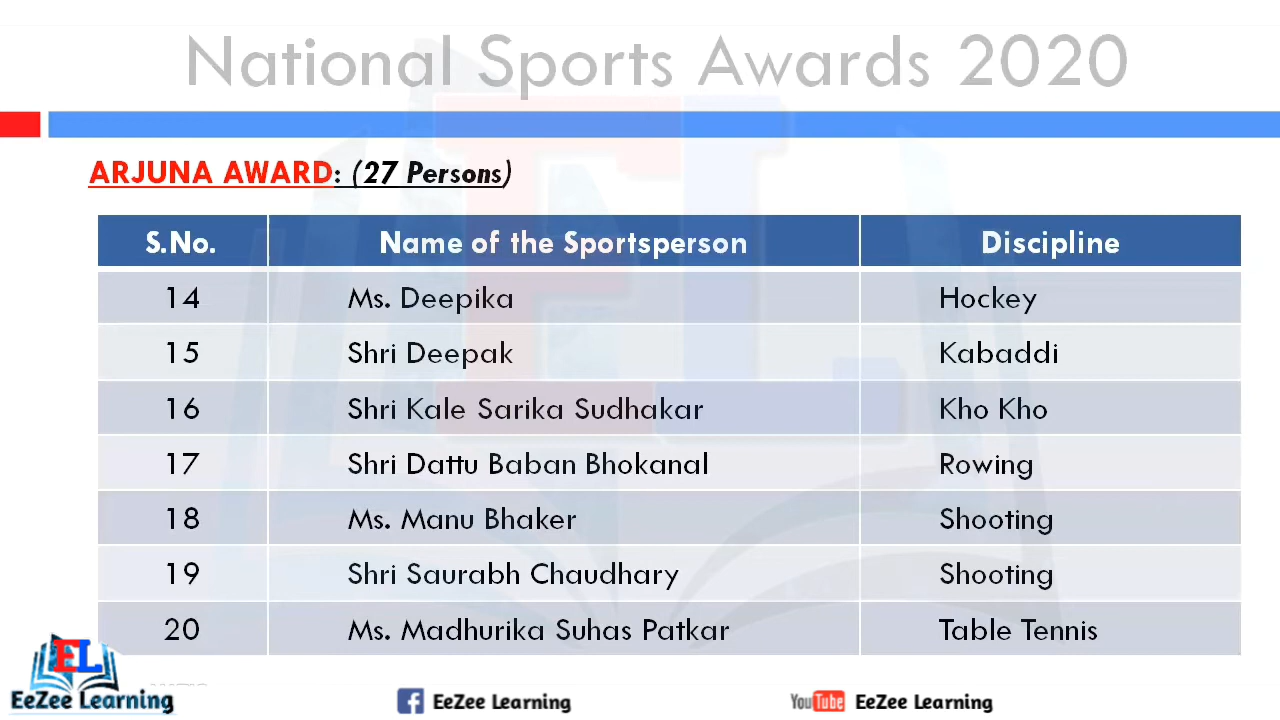 National Sports Awards 2020
ARJUNA AWARD: (27 Persons)
S.No. Name of the Sportsperson Discipline
14 Ms. Deepika Hockey
15 Shri Deepak Kabaddi
16 Shri Kale Sarika Sudhakar Kho Kho
17 Shri Dattu Baban Bhokanal Rowing
18 Ms. Manu Bhaker Shooting
19 Shri Saurabh Chaudhary Shooting
20 Ms. Madhurika Suhas Patkar Table Tennis
EL
EeZee Learning
f EeZee Learning
YouTube EeZee Learning